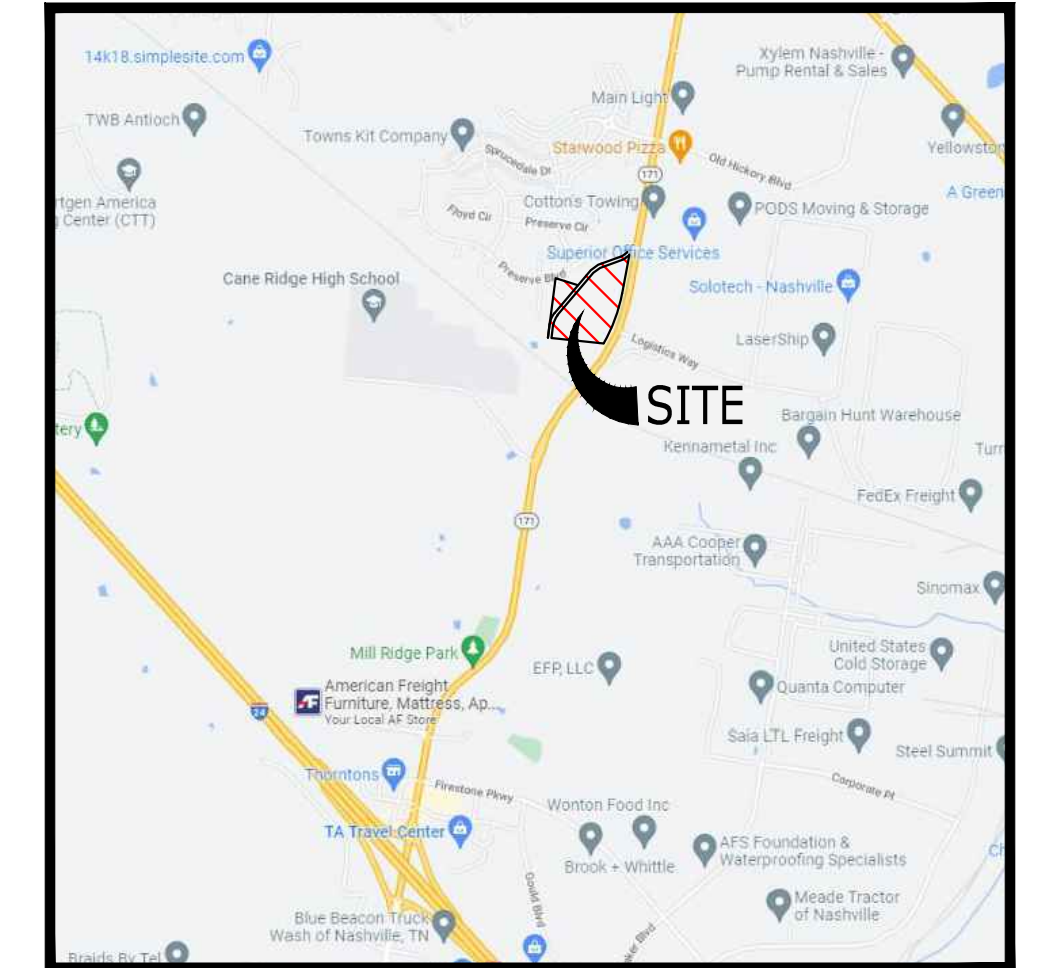 14k18.simplesite.com
Xylem Nashville -
Pump Rental & Sales
Main Light
TWB Antioch
Towns Kit Company
Starwood Pizza
Yellowston
Sprucedale Dr
Old Hickory Blvd
171
rtgen America
g Center (CTT)
Cotton's Towing
A Green
PODS Moving & Storage
Floyd Cir
Preserve Cir
Superior Office Services
Preserve Blvd
Cane Ridge High School
Solotech - Nashville
LaserShip
Logistics Way
SITE
Bargain Hunt Warehouse
tery
Kennametal Inc
Turn
FedEx Freight
171
AAA Cooper
Transportation
Sinomax
Mill Ridge Park
EFP, LLC
United States
Cold Storage
American Freight
Furniture, Mattress, Ap...
Your Local AF Store
Quanta Computer
24
Saia LTL Freight
Steel Summit
Thorntons
Firestone Pkwy
Corporate Pl
Wonton Food Inc
TA Travel Center
Brook + Whittle
AFS Foundation &
Waterproofing Specialists
Ch
Gould Blvd
Meade Tractor
of Nashville
Blue Beacon Truck
Wash of Nashville, TN
ker Blvd
Braids By Tel